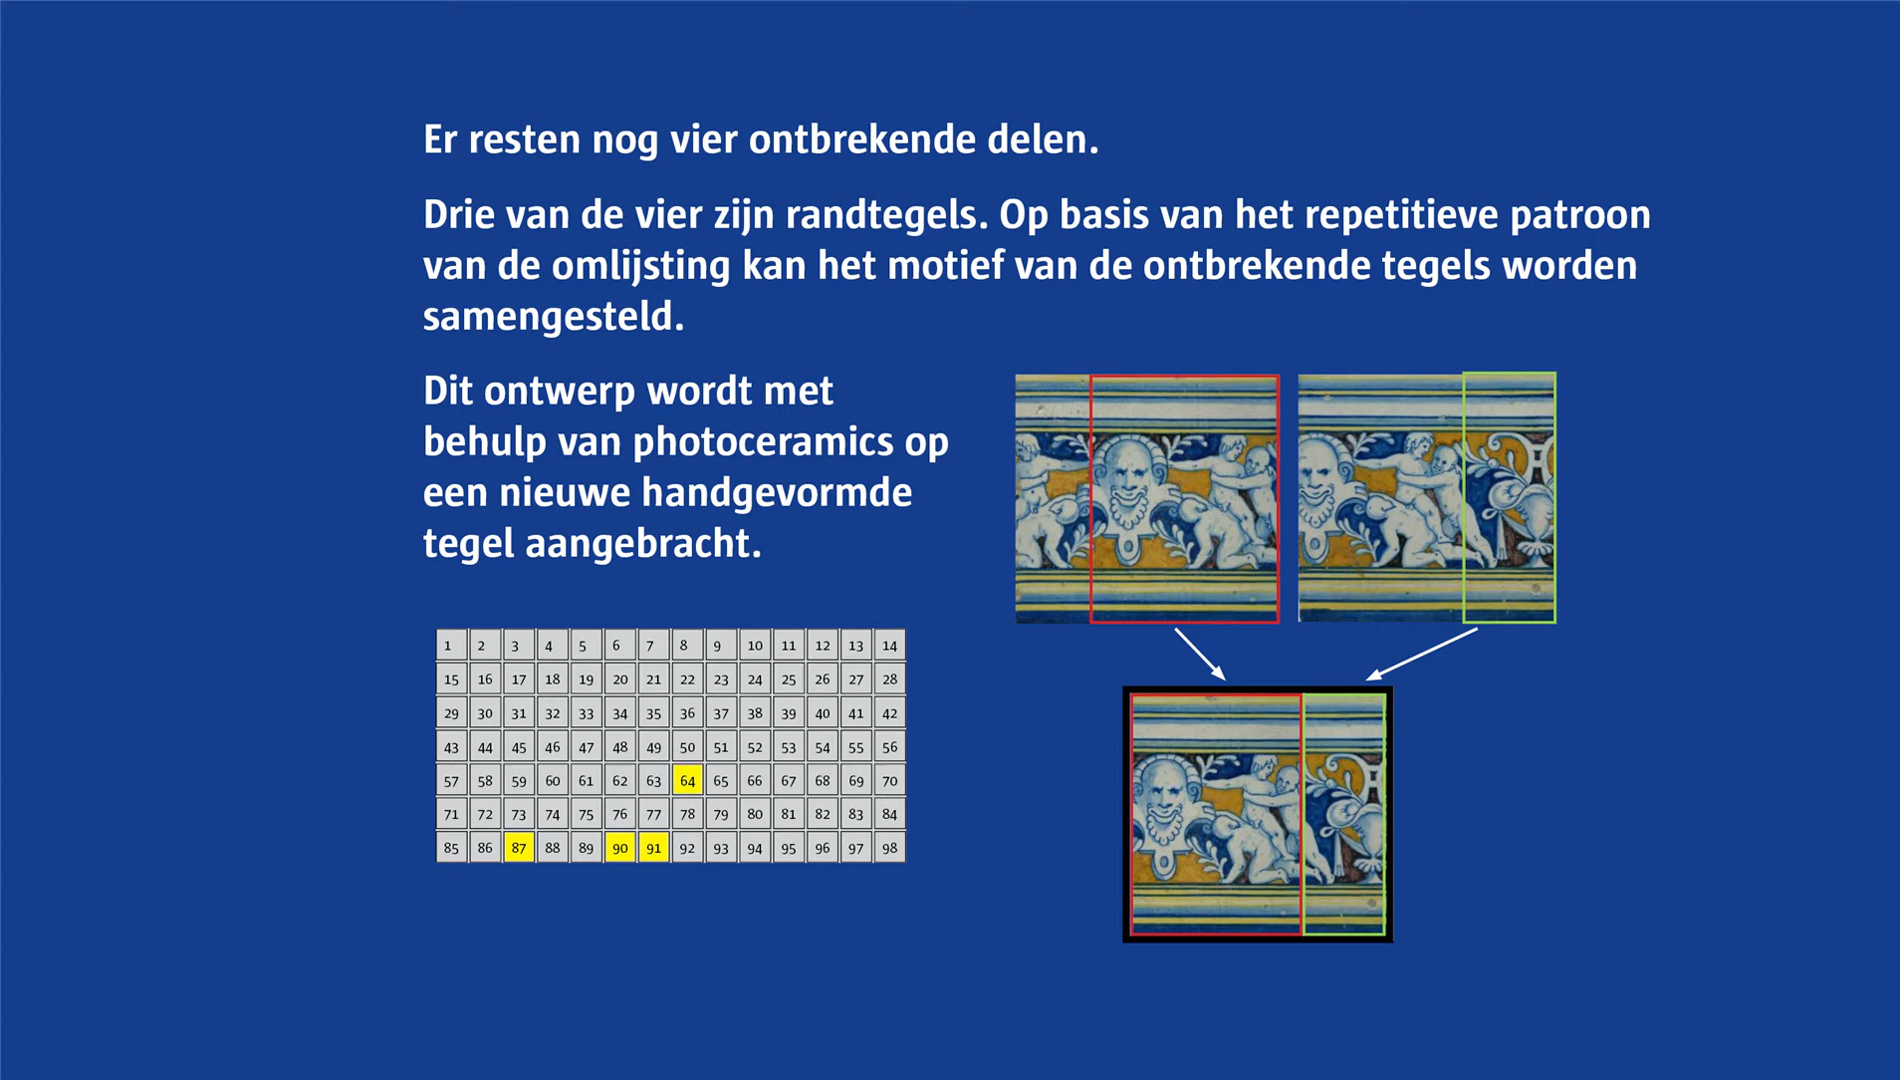 Er resten nog vier ontbrekende delen.
Drie van de vier zijn randtegels. Op basis van het repetitieve patroon
van de omlijsting kan het motief van de ontbrekende tegels worden
samengesteld.
Dit ontwerp wordt met
behulp van photoceramics op
een nieuwe handgevormde
tegel aangebracht.
1 2 3 4 5 6 7 8 9 10 11 12 13 14
15 16 17 18 19 20 21 22 23 24 25 26 27 28
29 30 31 32 33 34 35 36 37 38 39 40 41 42
43 44 45 46 47 48 49 50 51 52 53 54 55 56
57 58 59 60 61 62 63 64 65 66 67 68 69 70
71 72 73 74 75 76 77 78 79 80 81 82 83 84
85 86 87 88 89 90 91 92 93 94 95 96 97 98